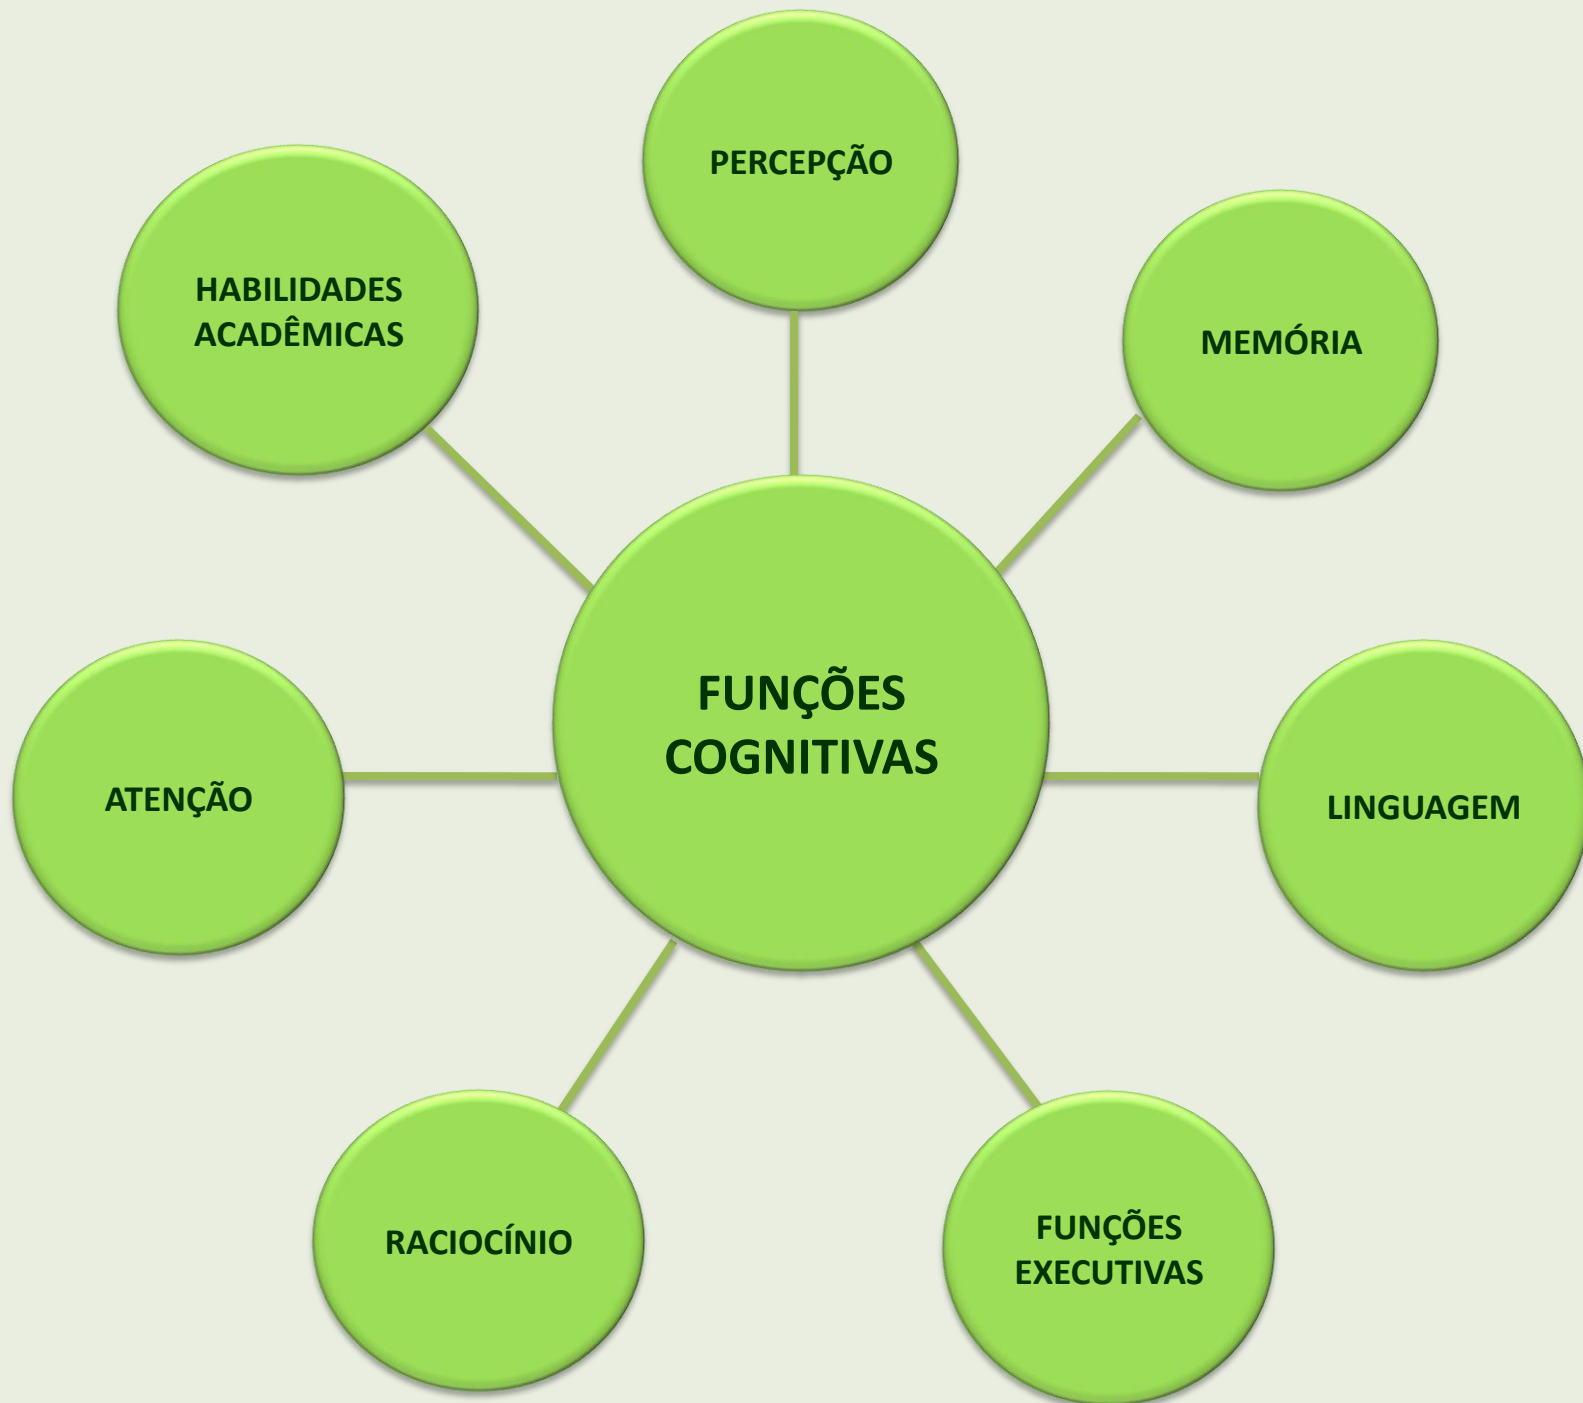 PERCEPÇÃO
HABILIDADES
ACADÊMICAS
MEMÓRIA
FUNÇÕES
COGNITIVAS
ATENÇÃO
LINGUAGEM
RACIOCÍNIO
FUNÇÕES
EXECUTIVAS